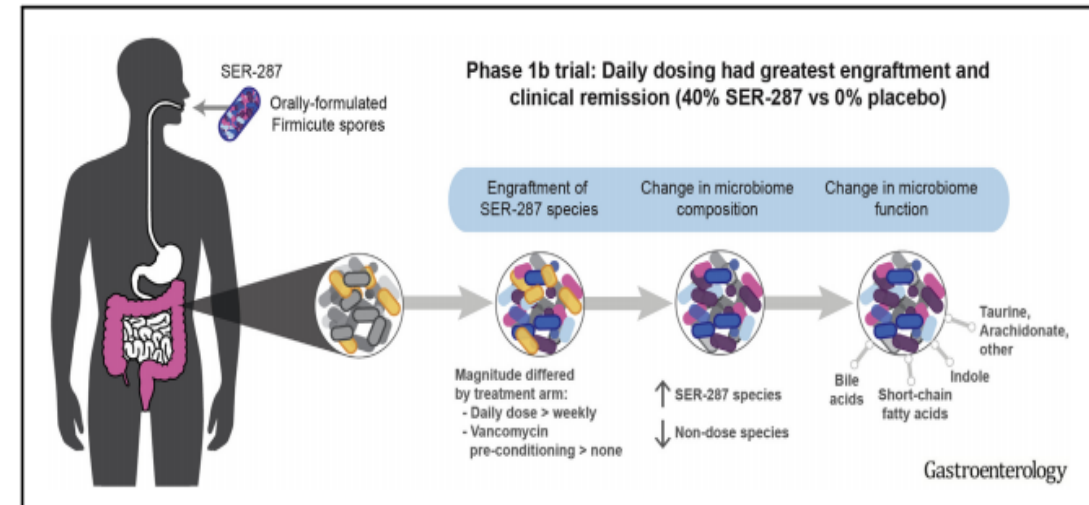 SER-287
Orally-formulated
Firmicute spores
Phase 1b trial: Daily dosing had greatest engraftment and
clinical remission (40% SER-287 vs 0% placebo)
Engraftment of
SER-287 species
Change in microbiome
composition
Change in microbiome
function
Magnitude differed
by treatment arm:
- Daily dose > weekly
- Vancomycin
pre-conditioning > none
SER-287 species
Non-dose species
Bile
acids
Short-chain
fatty acids
Indole
Taurine,
Arachidonate,
other
Gastroenterology